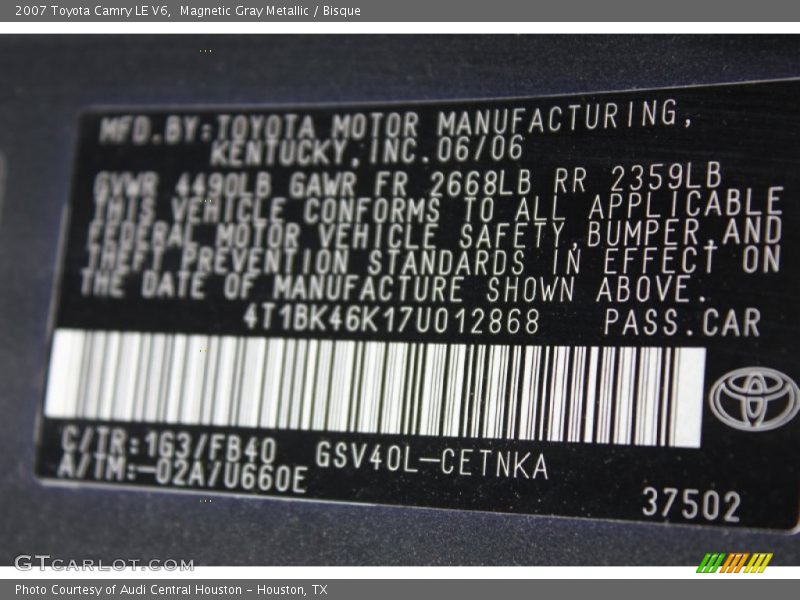 2007 Toyota Camry LE V6,  Magnetic Gray Metallic / Bisque
MFD.BY:TOYOTA MOTOR MANUFACTURING,
KENTUCKY,INC.06/06
GVWR 4490LB GAWR FR 2668LB RR 2359LB
THIS VEHICLE CONFORMS TO ALL APPLICABLE
FEDERAL MOTOR VEHICLE SAFETY,BUMPER,AND
THEFT PREVENTION STANDARDS IN EFFECT ON
THE DATE OF MANUFACTURE SHOWN ABOVE.
4T1BK46K17U012868 PASS.CAR
C/TR:1G3/FB40 GSV40L-CETNKA
A/TM:-02A/U660E
37502
GTCARLOT.COM
Photo Courtesy of Audi Central Houston - Houston, TX